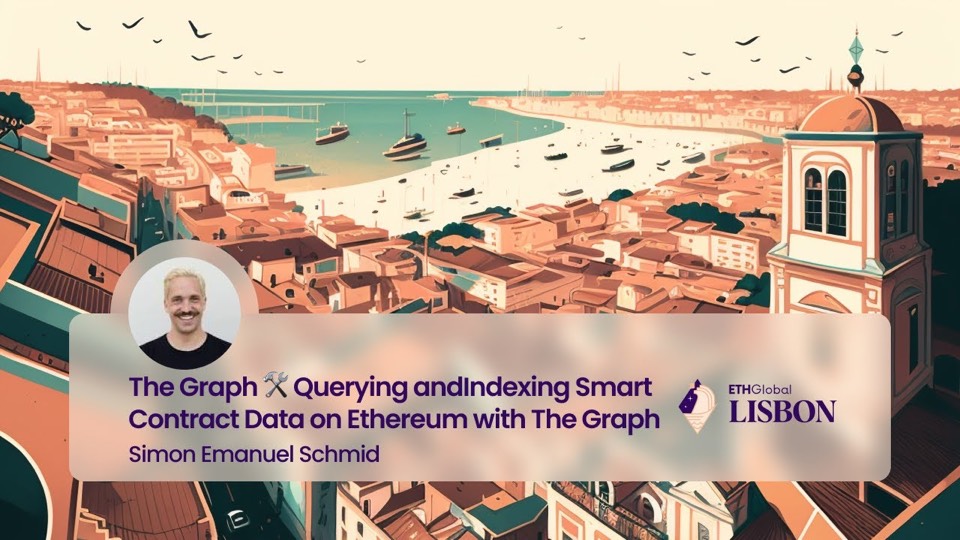 The Graph 🛠️ Querying andIndexing Smart
Contract Data on Ethereum with The Graph
Simon Emanuel Schmid
ETHGlobal
LISBON